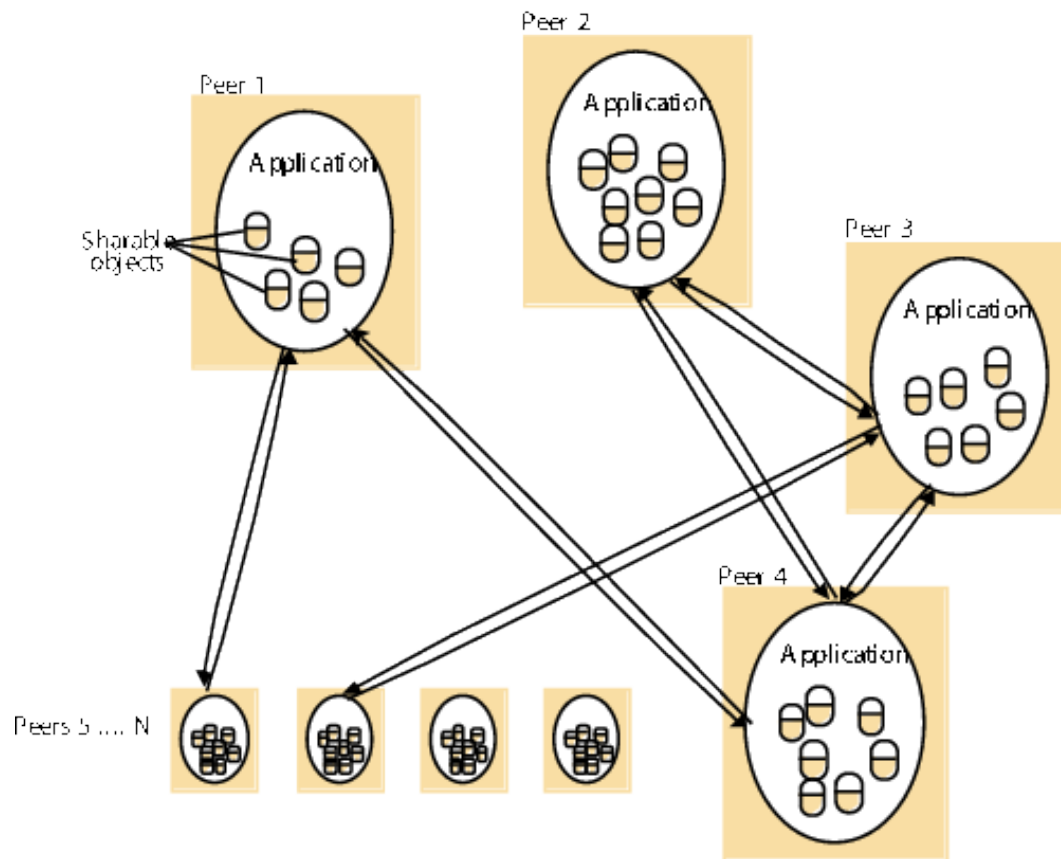 Peer 2
Application
Peer 1
Application
Sharable
objects
Peer 3
Application
Peer 4
Application
Peers 5 .... N